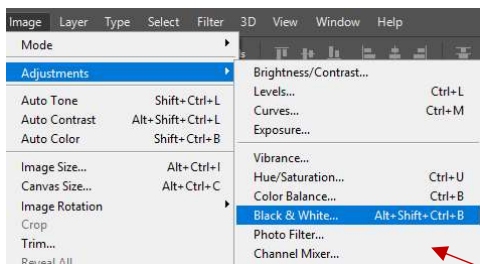 Image Layer Type Select Filter 3D View Window Help
Mode
Adjustments
Auto Tone Shift+Ctrl+L
Auto Contrast Alt+Shift+Ctrl+L
Auto Color Shift+Ctrl+B
Image Size... Alt+Ctrl+I
Canvas Size... Alt+Ctrl+C
Image Rotation
Crop
Trim...
Reveal All
Brightness/Contrast...
Levels... Ctrl+L
Curves... Ctrl+M
Exposure...
Vibrance...
Hue/Saturation... Ctrl+U
Color Balance... Ctrl+B
Black & White... Alt+Shift+Ctrl+B
Photo Filter...
Channel Mixer...